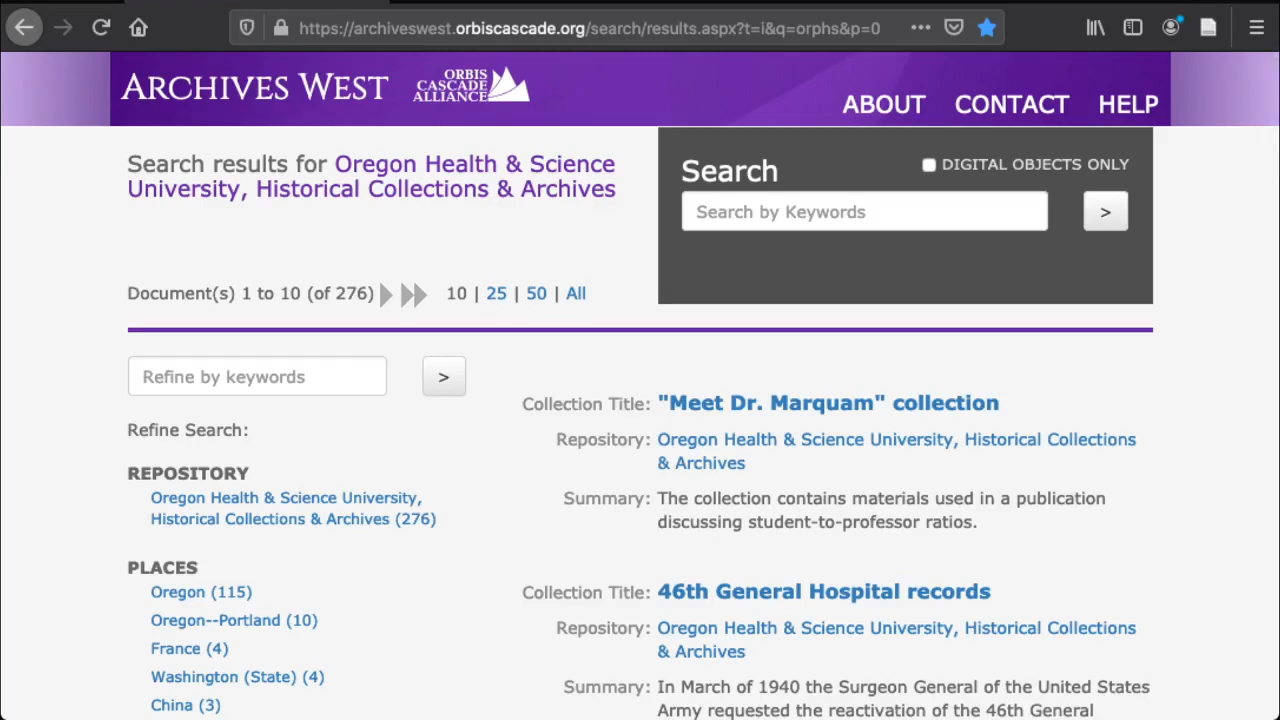 https://archiveswest.orbiscascade.org/search/results.aspx?t=i&q=orphs&p=0
ARCHIVES WEST
ORBIS
CASCADE
ALLIANCE
ABOUT CONTACT HELP
Search results for Oregon Health & Science
University, Historical Collections & Archives
Search
DIGITAL OBJECTS ONLY
Search by Keywords
>
Document(s) 1 to 10 (of 276) 10 | 25 | 50 | All
Refine by keywords
>
Refine Search:
REPOSITORY
Oregon Health & Science University,
Historical Collections & Archives (276)
PLACES
Oregon (115)
Oregon--Portland (10)
France (4)
Washington (State) (4)
China (3)
Collection Title: "Meet Dr. Marquam" collection
Repository: Oregon Health & Science University, Historical Collections
& Archives
Summary: The collection contains materials used in a publication
discussing student-to-professor ratios.
Collection Title: 46th General Hospital records
Repository: Oregon Health & Science University, Historical Collections
& Archives
Summary: In March of 1940 the Surgeon General of the United States
Army requested the reactivation of the 46th General